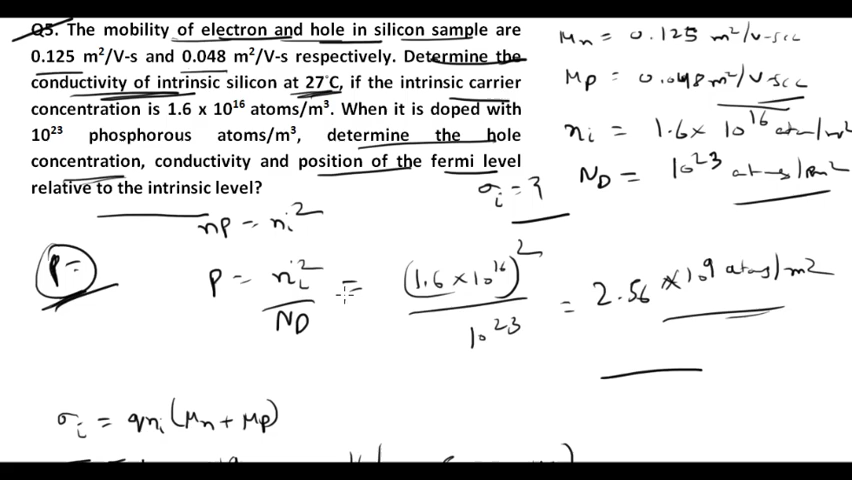 Q5. The mobility of electron and hole in silicon sample are
0.125 m²/V-s and 0.048 m²/V-s respectively. Determine the
conductivity of intrinsic silicon at 27°C, if the intrinsic carrier
concentration is 1.6 x 10¹⁶ atoms/m³. When it is doped with
10²³ phosphorous atoms/m³, determine the hole
concentration, conductivity and position of the fermi level
relative to the intrinsic level?
μn = 0.125 m²/V-sec
μp = 0.048 m²/V-sec
ni = 1.6 × 10¹⁶ atom/m²
σi = ? ND = 10²³ atoms/m²
np = ni²
P =
P = ni²/ND = (1.6 × 10¹⁶)²/10²³ = 2.56 × 10⁹ atoms/m²
σi = qni (μn + μp)